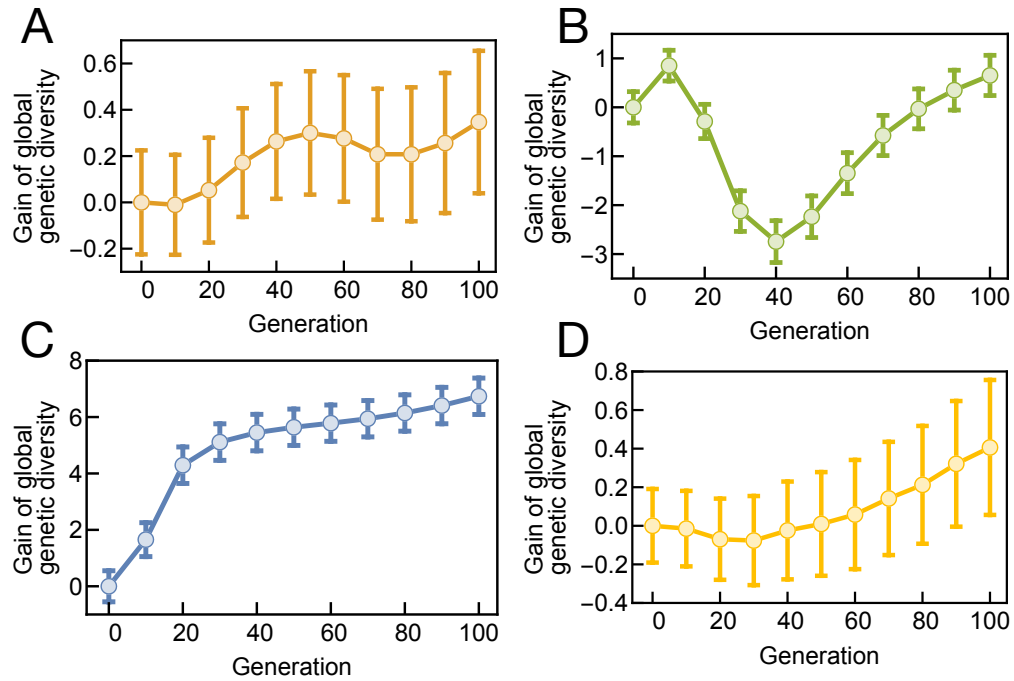 A
Gain of global
genetic diversity
0.6
0.4
0.2
0.0
−0.2
0 20 40 60 80 100
Generation
B
Gain of global
genetic diversity
1
0
−1
−2
−3
0 20 40 60 80 100
Generation
C
Gain of global
genetic diversity
8
6
4
2
0
0 20 40 60 80 100
Generation
D
Gain of global
genetic diversity
0.8
0.6
0.4
0.2
0.0
−0.2
−0.4
0 20 40 60 80 100
Generation